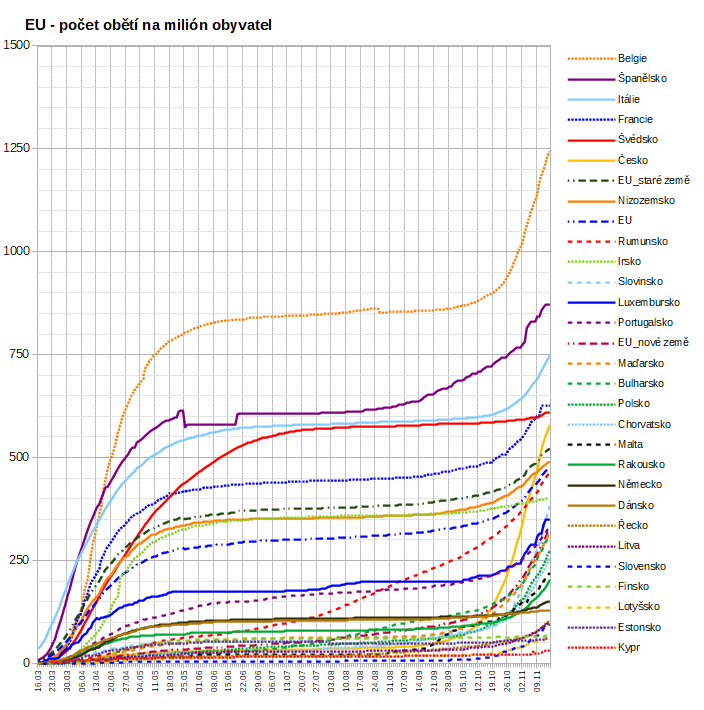 EU - počet obětí na milión obyvatel
1500
1250
1000
750
500
250
0
16.03
23.03
30.03
06.04
13.04
20.04
27.04
04.05
11.05
18.05
25.05
01.06
08.06
15.06
22.06
29.06
06.07
13.07
20.07
27.07
03.08
10.08
17.08
24.08
31.08
07.09
14.09
21.09
28.09
05.10
12.10
19.10
26.10
02.11
09.11
Belgie
Španělsko
Itálie
Francie
Švédsko
Česko
EU_staré země
Nizozemsko
EU
Rumunsko
Irsko
Slovinsko
Luxembursko
Portugalsko
EU_nové země
Maďarsko
Bulharsko
Polsko
Chorvatsko
Malta
Rakousko
Německo
Dánsko
Řecko
Litva
Slovensko
Finsko
Lotyšsko
Estonsko
Kypr